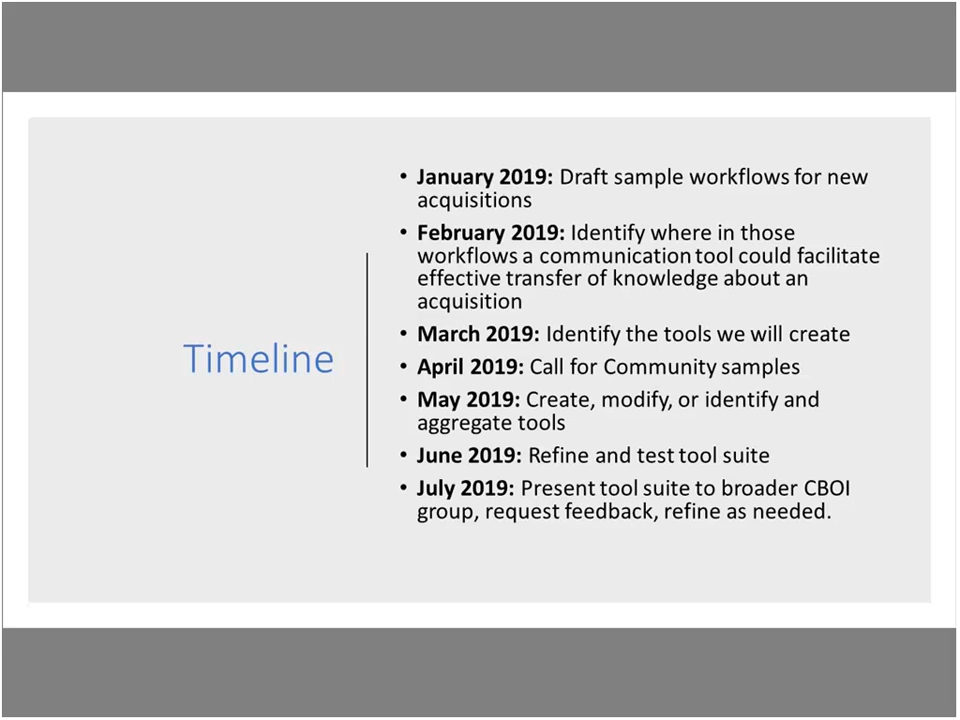 Timeline
• January 2019: Draft sample workflows for new
acquisitions
• February 2019: Identify where in those
workflows a communication tool could facilitate
effective transfer of knowledge about an
acquisition
• March 2019: Identify the tools we will create
• April 2019: Call for Community samples
• May 2019: Create, modify, or identify and
aggregate tools
• June 2019: Refine and test tool suite
• July 2019: Present tool suite to broader CBOI
group, request feedback, refine as needed.